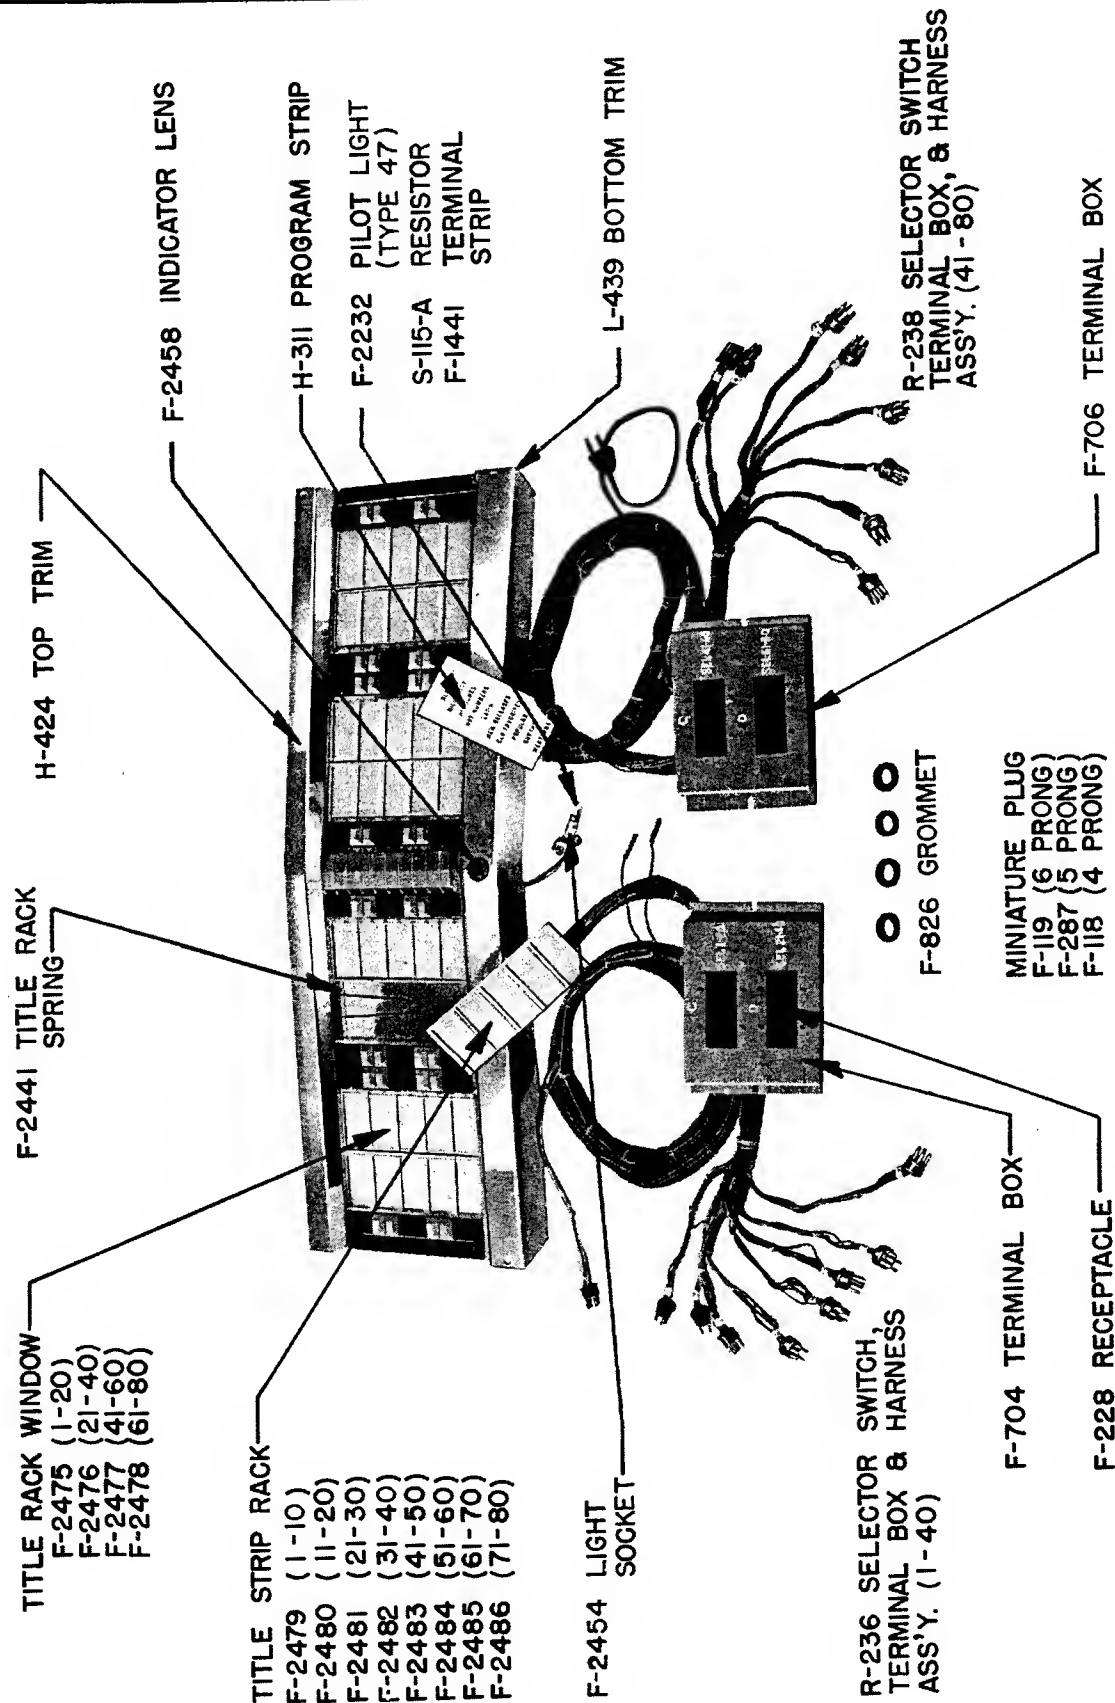 TITLE RACK WINDOW
F-2475 (1-20)
F-2476 (21-40)
F-2477 (41-60)
F-2478 (61-80)
F-2441 TITLE RACK
SPRING
H-424 TOP TRIM
F-2458 INDICATOR LENS
H-311 PROGRAM STRIP
F-2232 PILOT LIGHT
(TYPE 47)
S-115-A RESISTOR
F-1441 TERMINAL
STRIP
L-439 BOTTOM TRIM
TITLE STRIP RACK
F-2479 (1-10)
F-2480 (11-20)
F-2481 (21-30)
F-2482 (31-40)
F-2483 (41-50)
F-2484 (51-60)
F-2485 (61-70)
F-2486 (71-80)
F-2454 LIGHT
SOCKET
R-236 SELECTOR SWITCH,
TERMINAL BOX & HARNESS
ASS'Y. (1-40)
F-704 TERMINAL BOX
F-228 RECEPTACLE
C
D
C
D
F-826 GROMMET
MINIATURE PLUG
F-119 (6 PRONG)
F-287 (5 PRONG)
F-118 (4 PRONG)
R-238 SELECTOR SWITCH
TERMINAL BOX, & HARNESS
ASS'Y. (41-80)
F-706 TERMINAL BOX